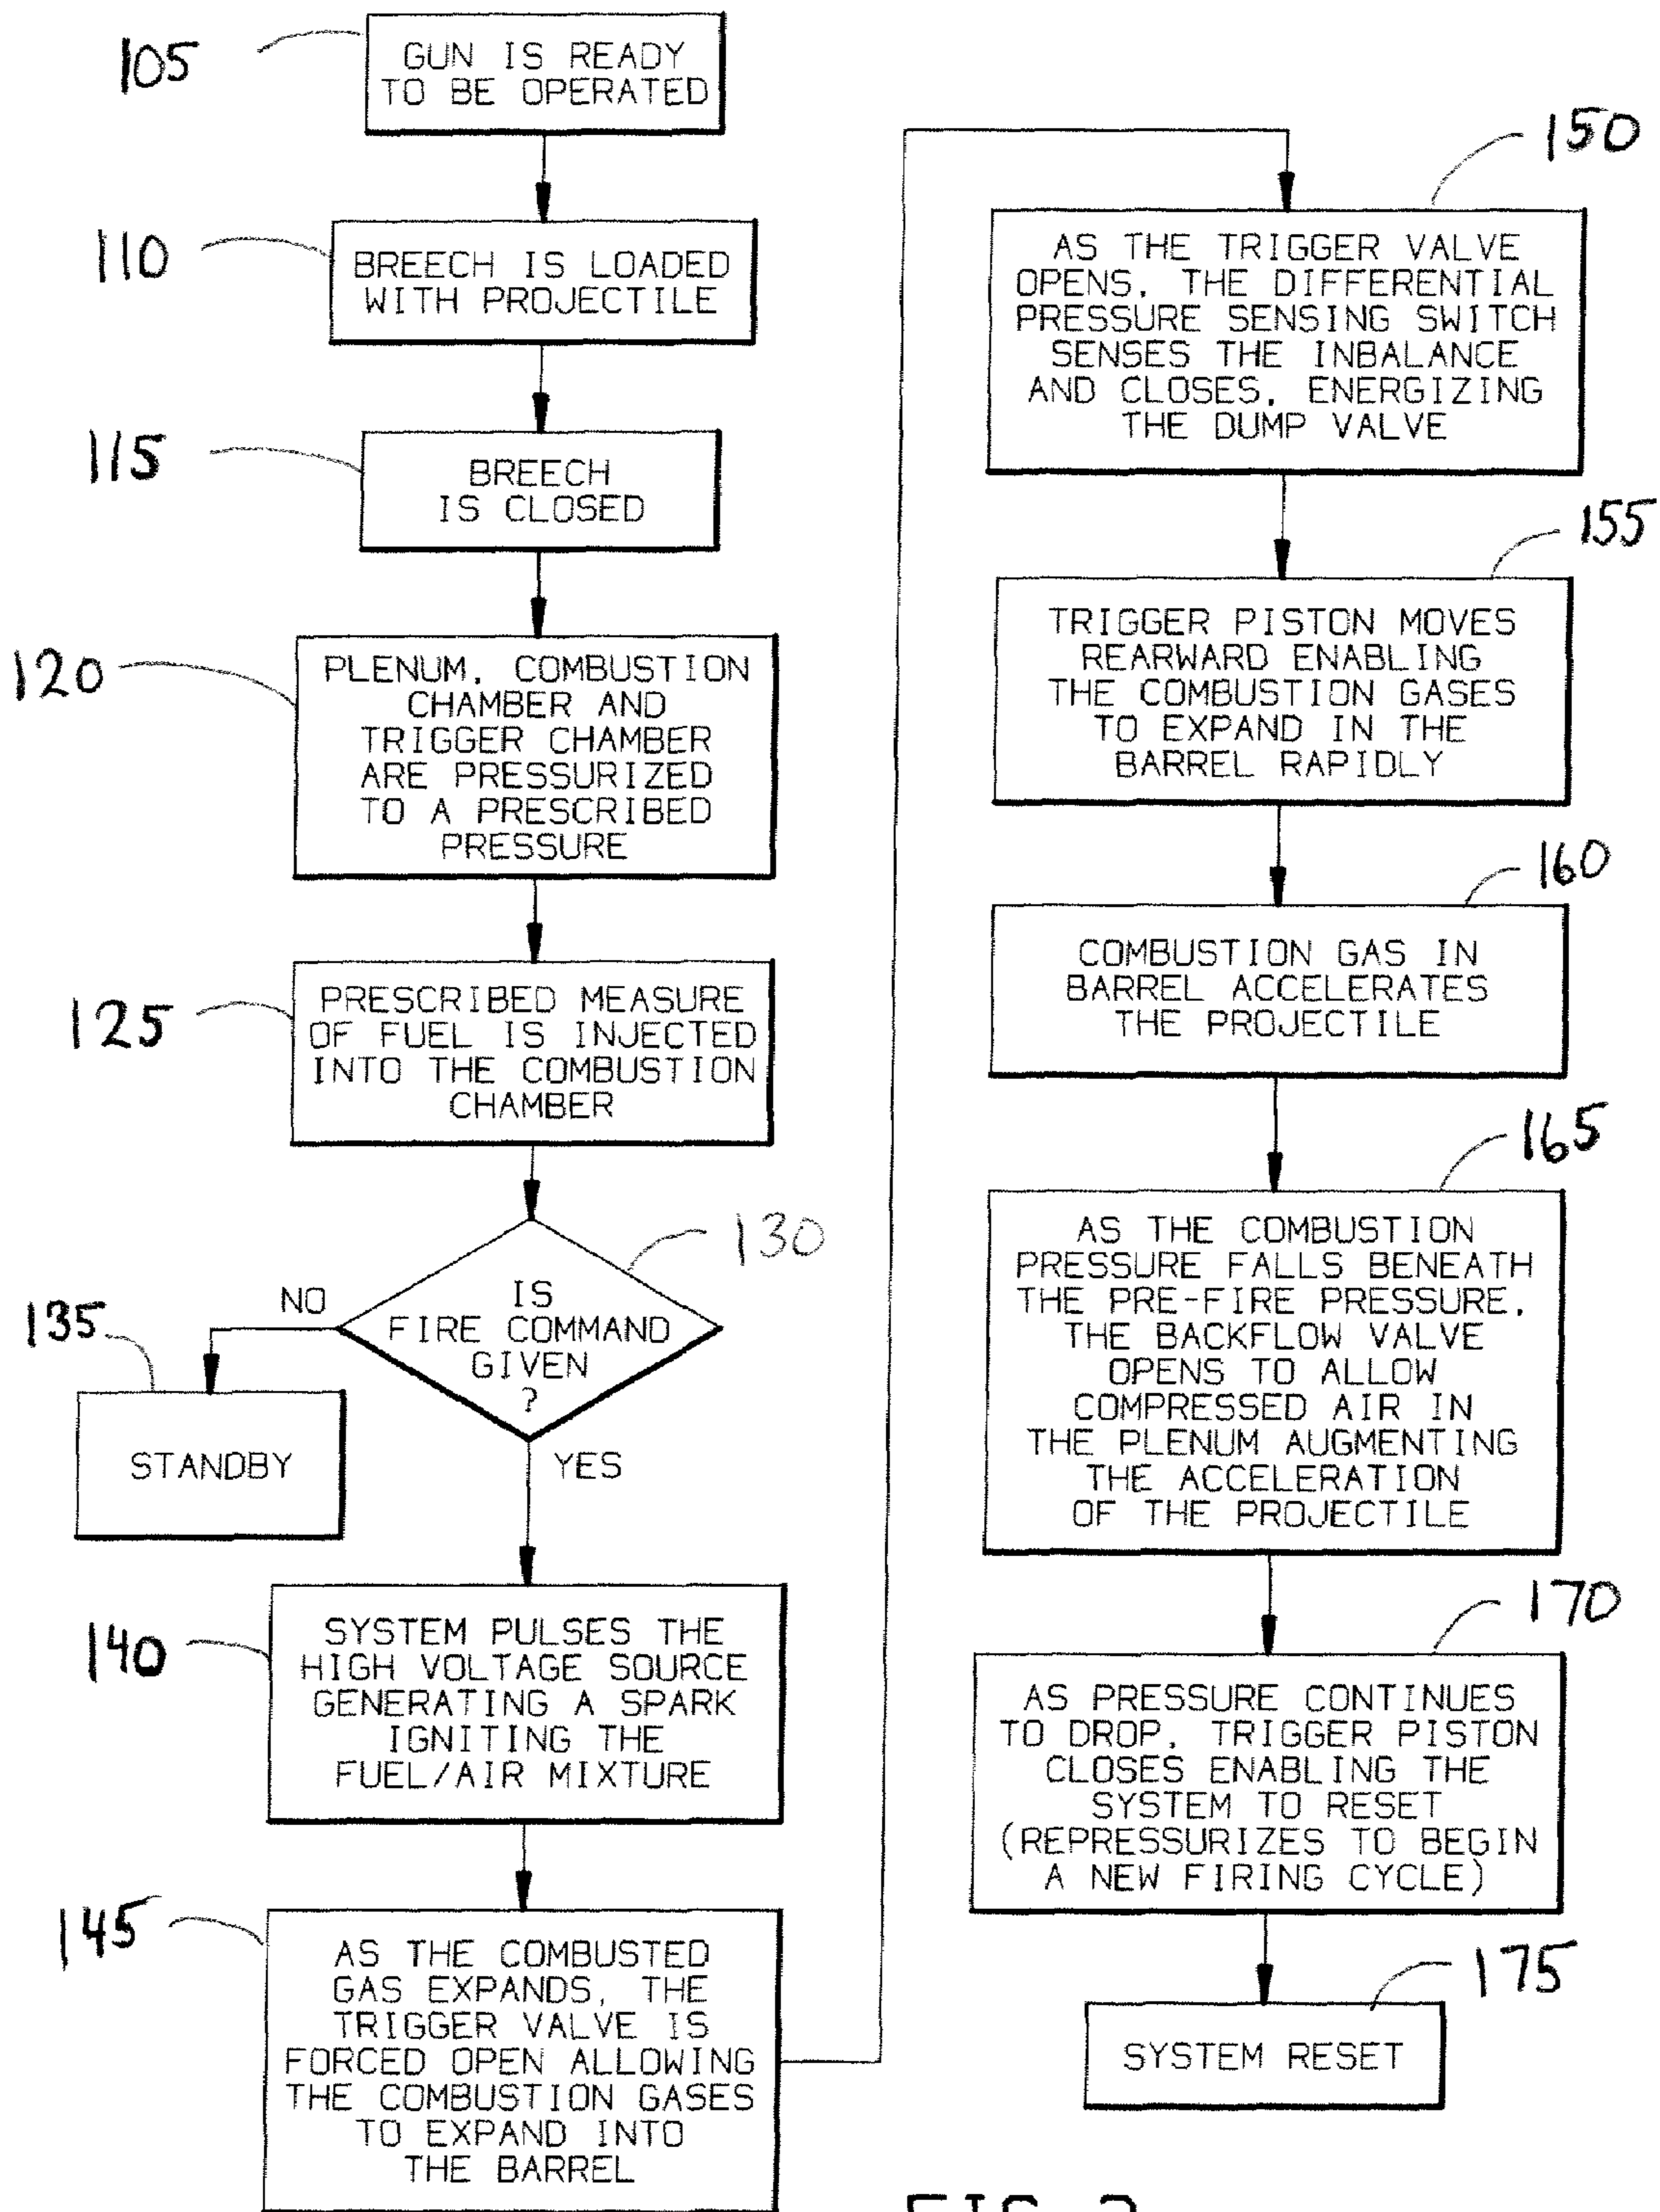 105
GUN IS READY
TO BE OPERATED
110
BREECH IS LOADED
WITH PROJECTILE
115
BREECH
IS CLOSED
120
PLENUM, COMBUSTION
CHAMBER AND
TRIGGER CHAMBER
ARE PRESSURIZED
TO A PRESCRIBED
PRESSURE
125
PRESCRIBED MEASURE
OF FUEL IS INJECTED
INTO THE COMBUSTION
CHAMBER
130
IS
FIRE COMMAND
GIVEN
?
NO
135
STANDBY
YES
140
SYSTEM PULSES THE
HIGH VOLTAGE SOURCE
GENERATING A SPARK
IGNITING THE
FUEL/AIR MIXTURE
145
AS THE COMBUSTED
GAS EXPANDS, THE
TRIGGER VALVE IS
FORCED OPEN ALLOWING
THE COMBUSTION GASES
TO EXPAND INTO
THE BARREL
150
AS THE TRIGGER VALVE
OPENS, THE DIFFERENTIAL
PRESSURE SENSING SWITCH
SENSES THE INBALANCE
AND CLOSES, ENERGIZING
THE DUMP VALVE
155
TRIGGER PISTON MOVES
REARWARD ENABLING
THE COMBUSTION GASES
TO EXPAND IN THE
BARREL RAPIDLY
160
COMBUSTION GAS IN
BARREL ACCELERATES
THE PROJECTILE
165
AS THE COMBUSTION
PRESSURE FALLS BENEATH
THE PRE-FIRE PRESSURE,
THE BACKFLOW VALVE
OPENS TO ALLOW
COMPRESSED AIR IN
THE PLENUM AUGMENTING
THE ACCELERATION
OF THE PROJECTILE
170
AS PRESSURE CONTINUES
TO DROP, TRIGGER PISTON
CLOSES ENABLING THE
SYSTEM TO RESET
(REPRESSURIZES TO BEGIN
A NEW FIRING CYCLE)
175
SYSTEM RESET